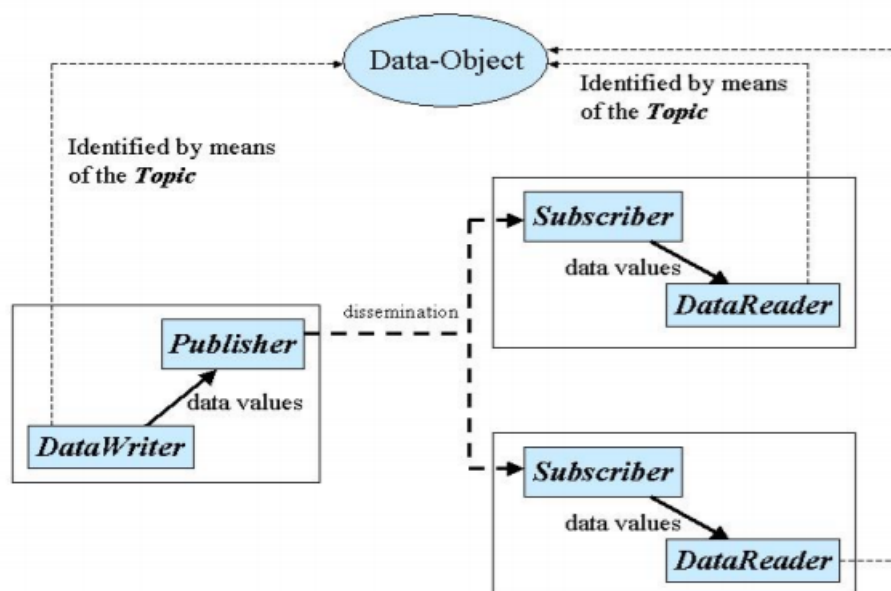 Data-Object
Identified by means
of the Topic
Identified by means
of the Topic
Subscriber
data values
DataReader
dissemination
Publisher
data values
DataWriter
Subscriber
data values
DataReader